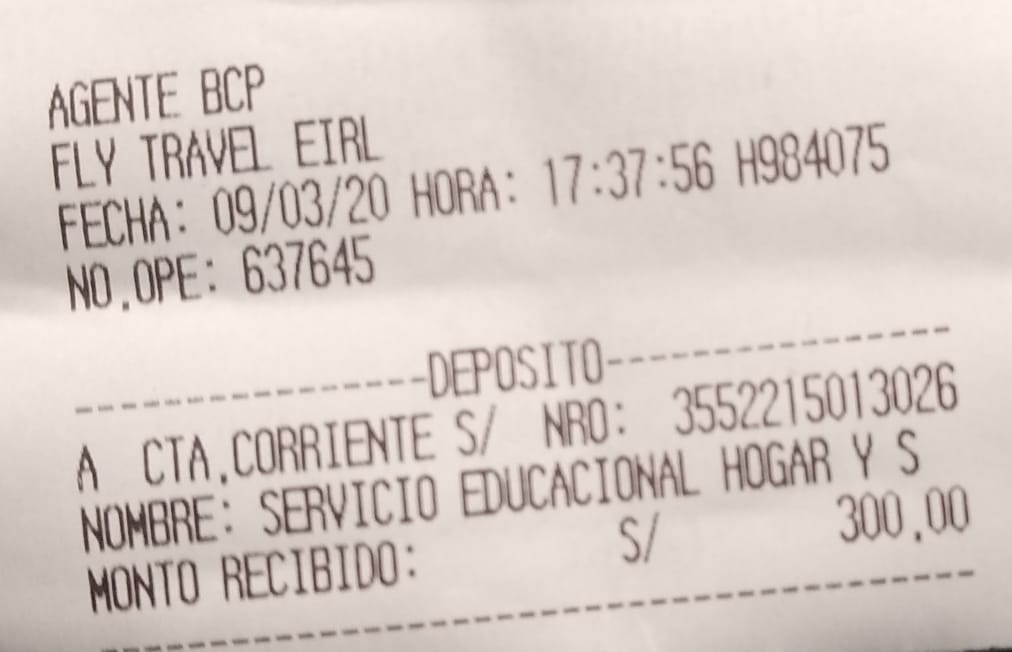 AGENTE BCP
FLY TRAVEL EIRL
FECHA: 09/03/20 HORA: 17:37:56 H984075
NO.OPE: 637645
----------------DEPOSITO----------------
A CTA.CORRIENTE S/ NRO: 3552215013026
NOMBRE: SERVICIO EDUCACIONAL HOGAR Y S
MONTO RECIBIDO: S/ 300.00